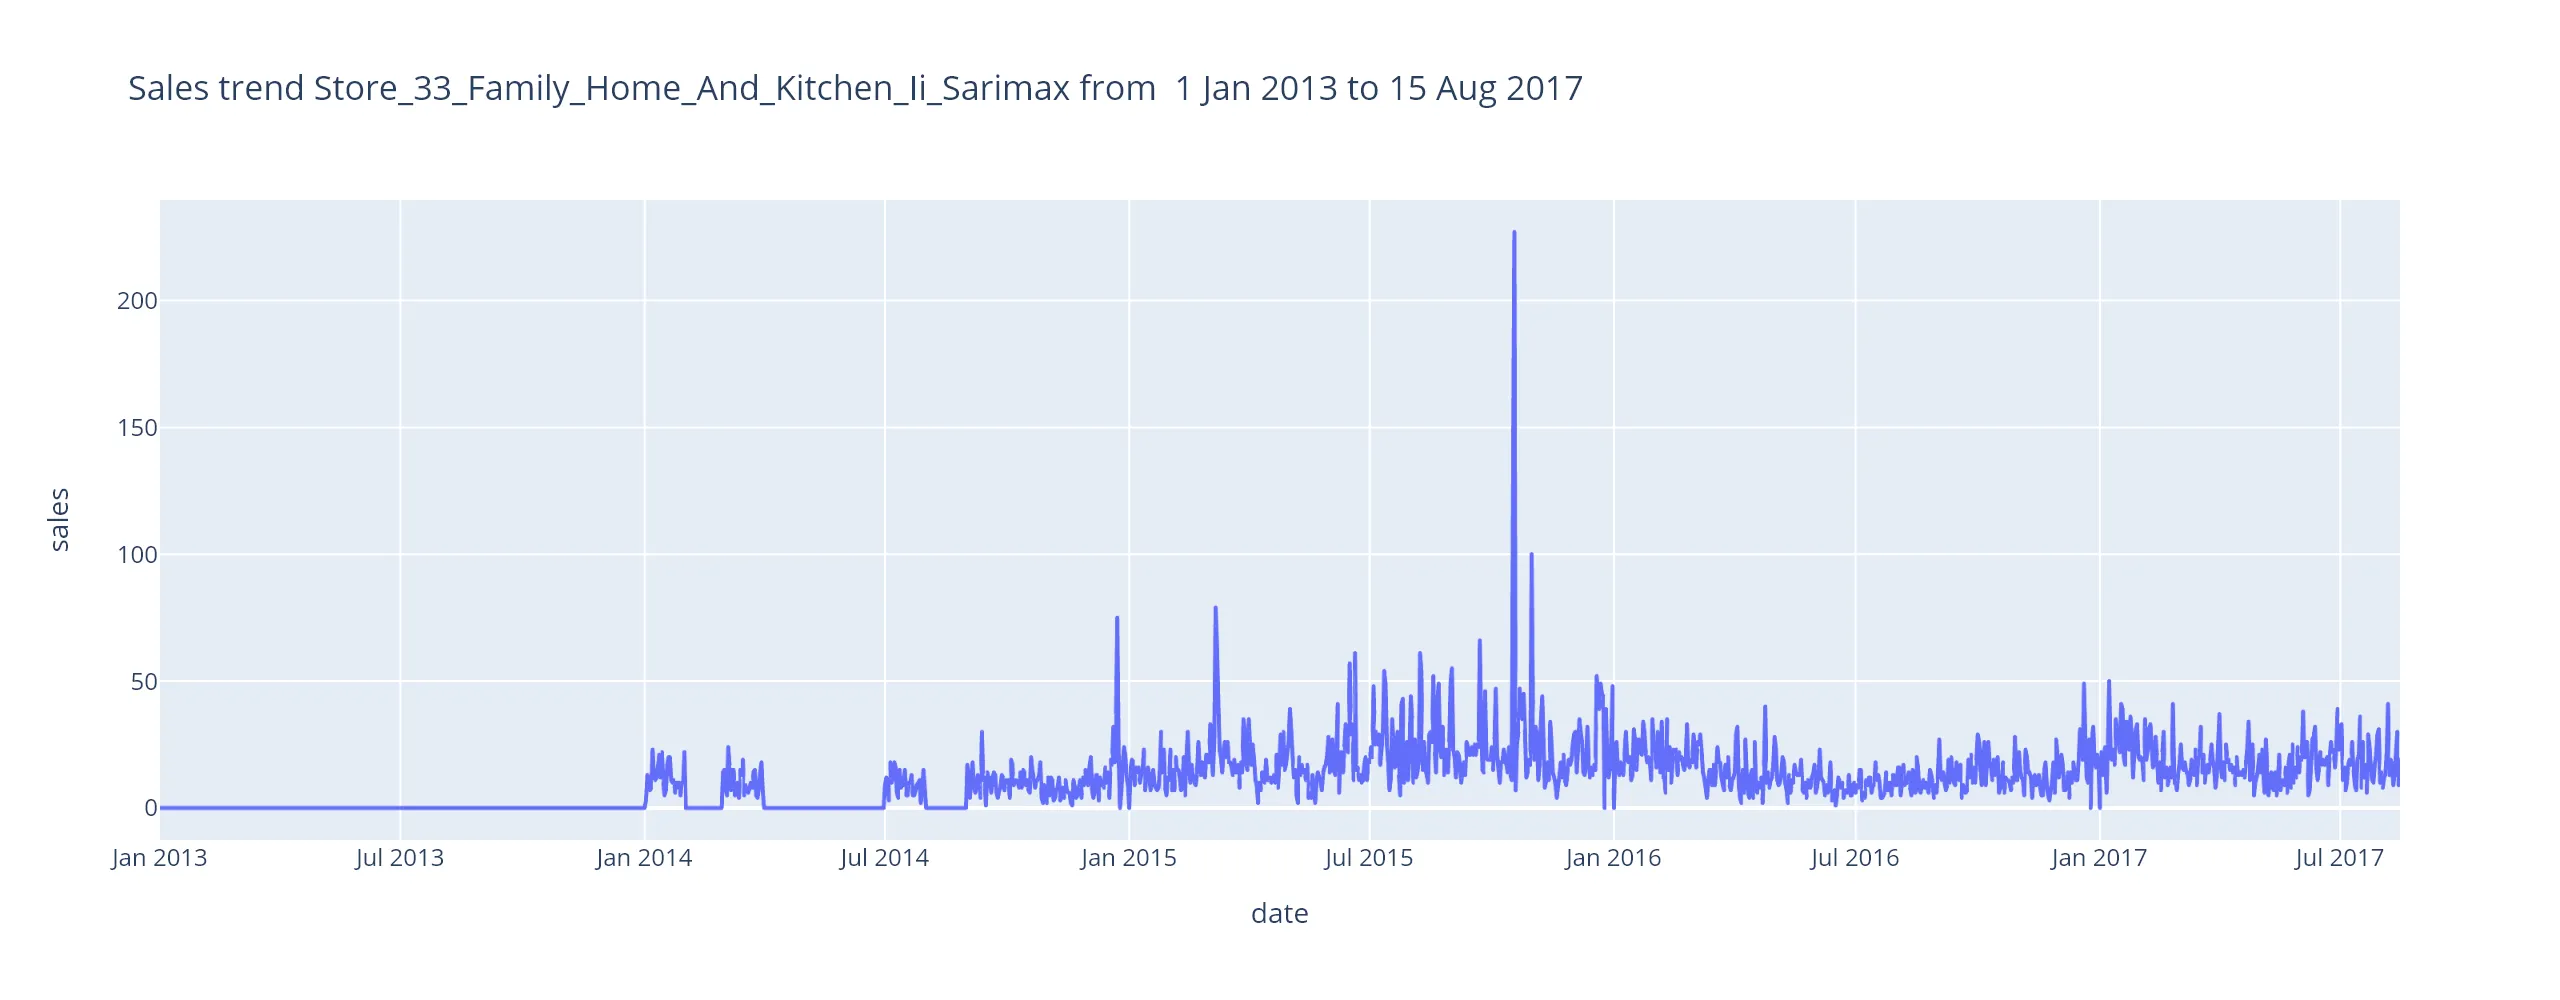 Sales trend Store_33_Family_Home_And_Kitchen_Ii_Sarimax from  1 Jan 2013 to 15 Aug 2017
200
150
100
50
0
sales
Jan 2013 Jul 2013 Jan 2014 Jul 2014 Jan 2015 Jul 2015 Jan 2016 Jul 2016 Jan 2017 Jul 2017
date